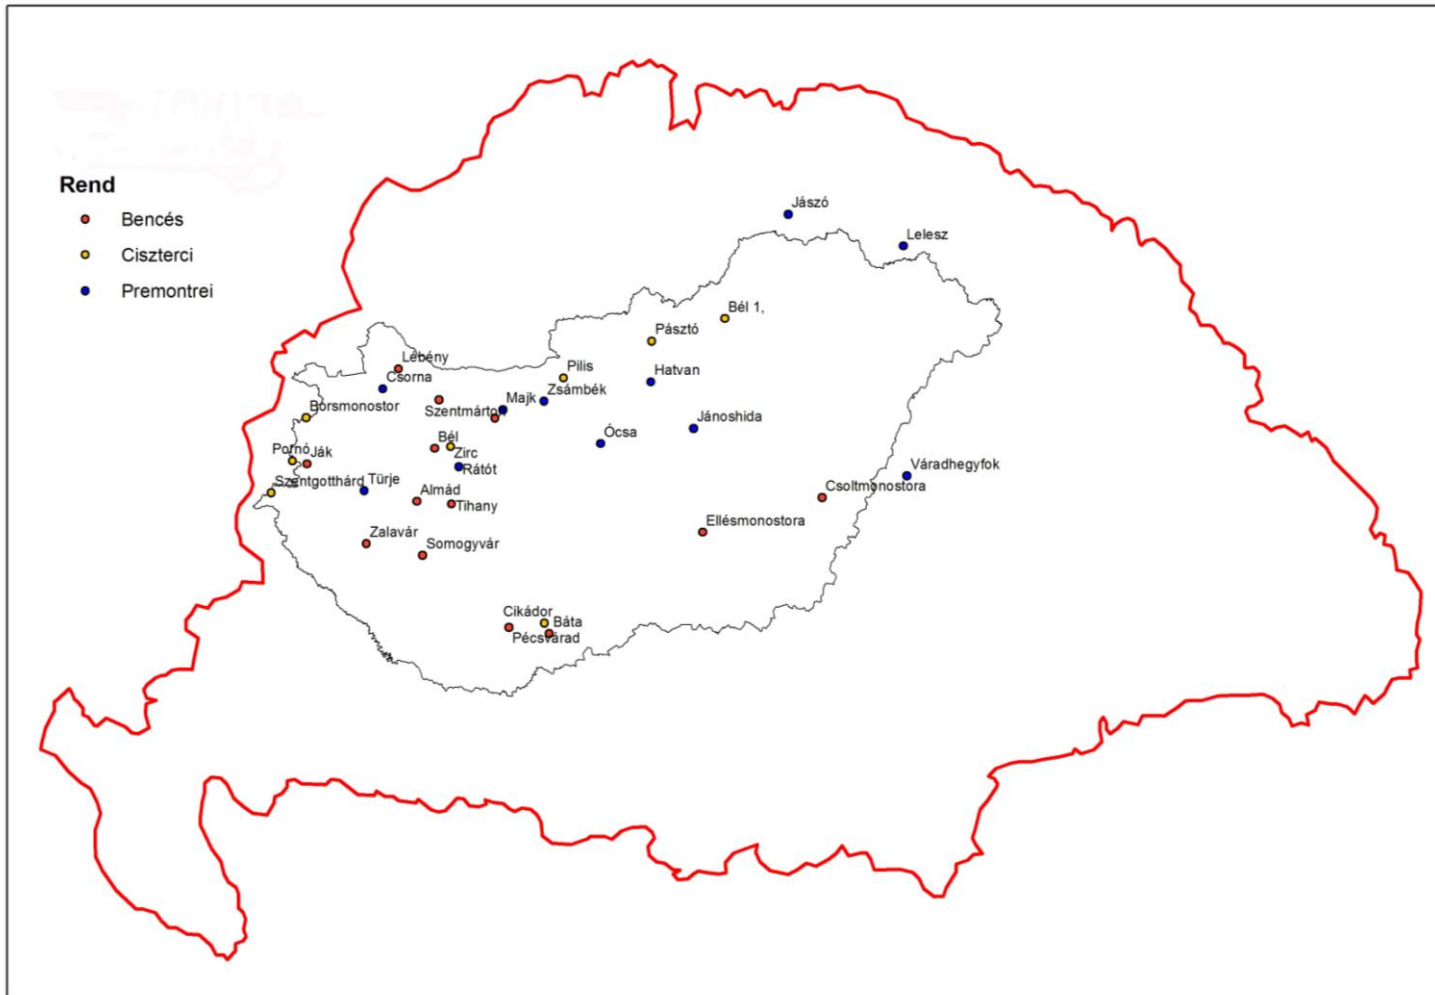 Rend
Bencés
Ciszterci
Premontrei
Jászó
Lelesz
Bél 1,
Pásztó
Lébény
Csorna
Pilis
Hatvan
Zsámbék
Majk
Szentmárton
Borsmonostor
Jánoshida
Ócsa
Bél
Zirc
Pornó
Ják
Rátót
Váradhegyfok
Szentgotthárd
Türje
Almád
Tihany
Csoltmonostora
Ellésmonostora
Zalavár
Somogyvár
Cikádor
Báta
Pécsvárad